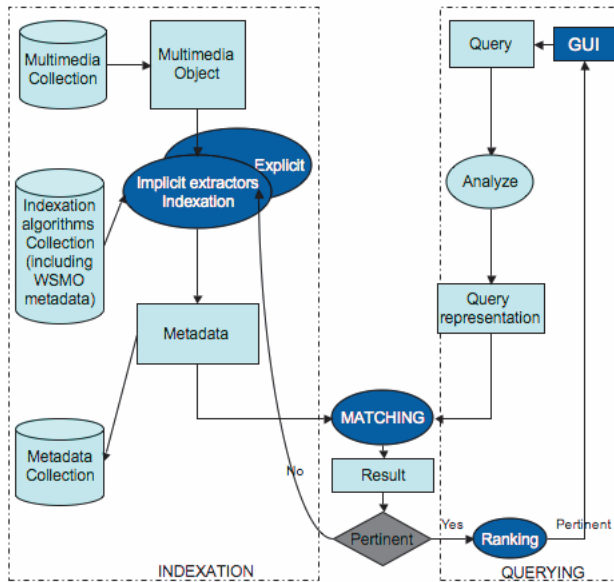 Multimedia
Collection
Multimedia
Object
Query
GUI
Explicit
Implicit extractors
Indexation
Indexation
algorithms
Collection
(including
WSMO
metadata)
Analyze
Metadata
Query
representation
MATCHING
Metadata
Collection
Result
No
Pertinent
Yes
Ranking
Pertinent
INDEXATION
QUERYING